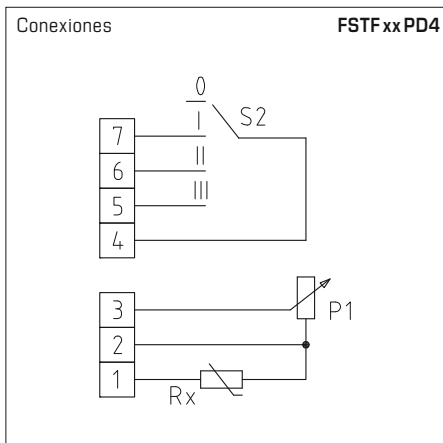 Conexiones FSTF xx PD4
0
S2
7 I
6 II
5 III
4
3
P1
2
1
Rx